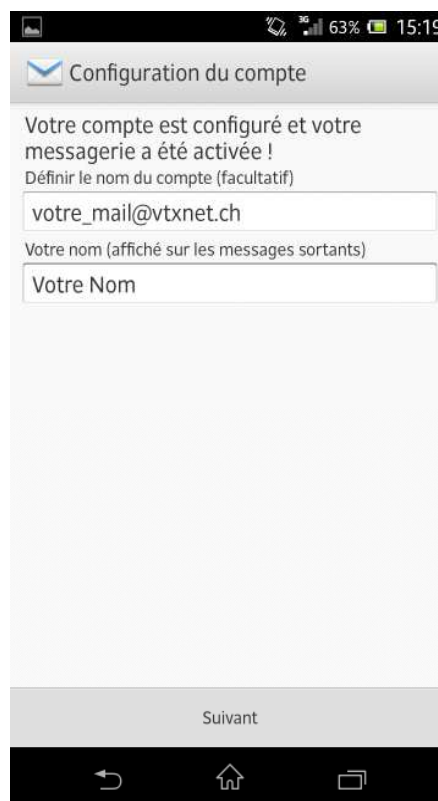 3G 63% 15:19
Configuration du compte
Votre compte est configuré et votre
messagerie a été activée !
Définir le nom du compte (facultatif)
votre_mail@vtxnet.ch
Votre nom (affiché sur les messages sortants)
Votre Nom
Suivant